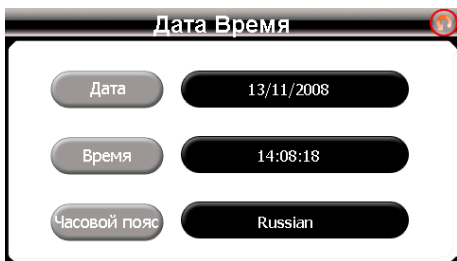 Дата Время
Дата 13/11/2008
Время 14:08:18
Часовой пояс Russian